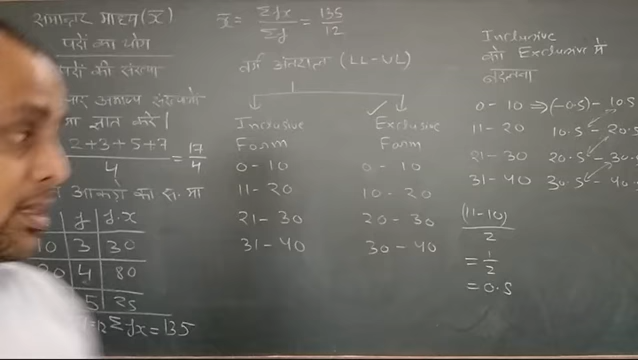 समान्तर माध्य (x̄)
पदों का योग
पदों की संख्या
अभाज्य संख्याओं
ज्ञात करें।
2+3+5+7
4
= 17/4
आंकड़ों का स. मा
f f.x
10 3 30
20 4 80
5 25
=12 Σfx = 135
x̄ = Σfx/Σf = 135/12
वर्ग अन्तराल (LL-UL)
Inclusive Form
0-10
11-20
21-30
31-40
✓ Exclusive Form
0-10
10-20
20-30
30-40
Inclusive
को Exclusive में
बदलना
0-10 ⇒ (-0.5) - 10.5
11-20 10.5 - 20.
21-30 20.5 - 30.
31-40 30.5 - 40.
(11-10)
2
= 1/2
= 0.5